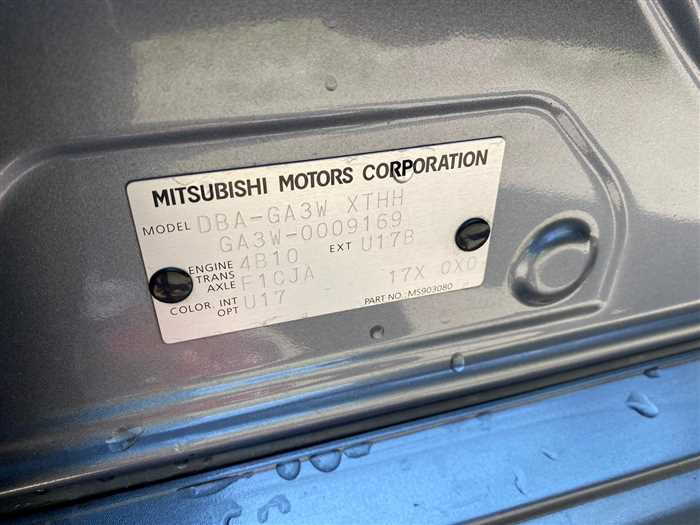 MITSUBISHI MOTORS CORPORATION
MODEL DBA-GA3W XTHH
GA3W-0009169
ENGINE 4B10 EXT U17B
TRANS AXLE F1CJA 17X 0X0
COLOR. INT OPT U17
PART NO : MS903080